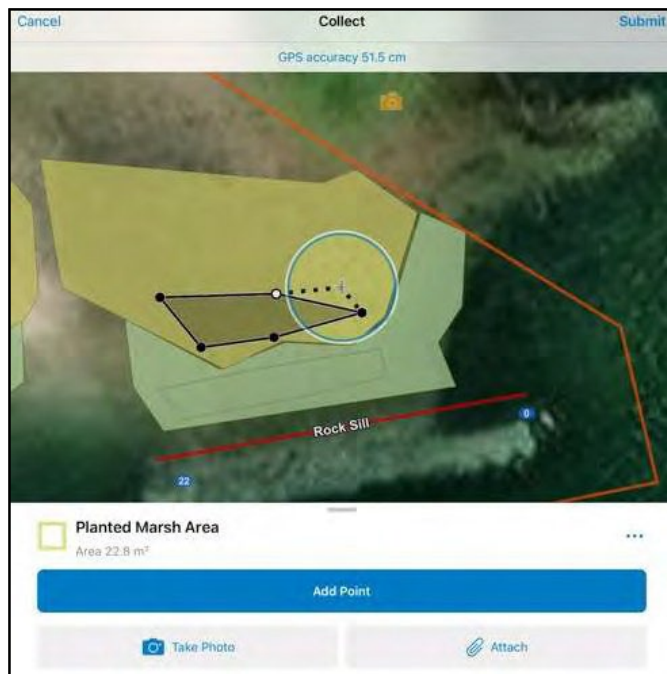 Cancel Collect Submit
GPS accuracy 51.5 cm
Rock Sill
0
22
Planted Marsh Area
Area 22.8 m²
Add Point
Take Photo Attach